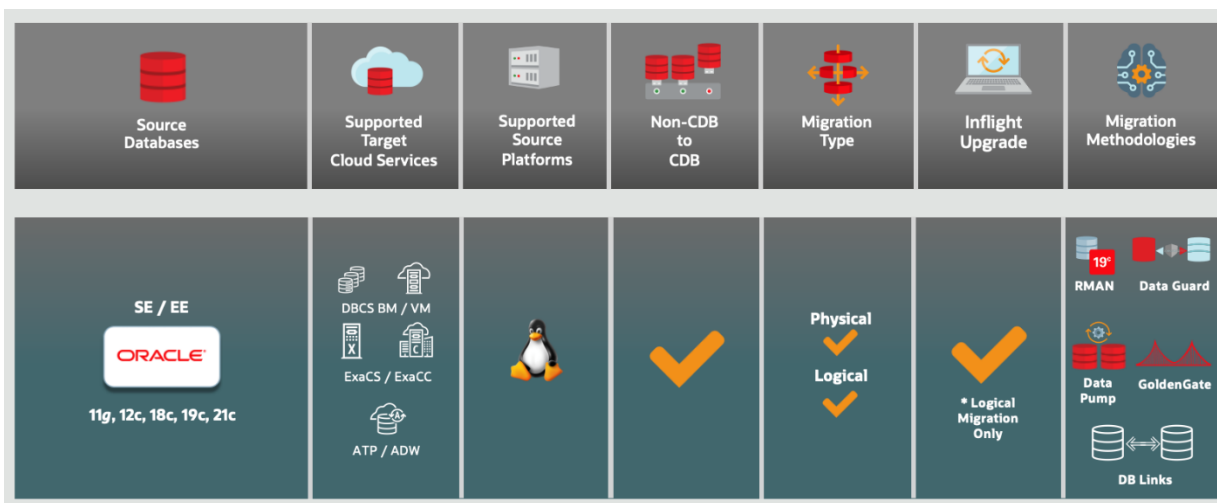 Source
Databases
Supported
Target
Cloud Services
Supported
Source
Platforms
Non-CDB
to
CDB
Migration
Type
Inflight
Upgrade
Migration
Methodologies
SE / EE
ORACLE
11g, 12c, 18c, 19c, 21c
DBCS BM / VM
X
C
ExaCS / ExaCC
A
ATP / ADW
Physical
Logical
* Logical
Migration
Only
19c
RMAN
Data Guard
Data
Pump
GoldenGate
DB Links